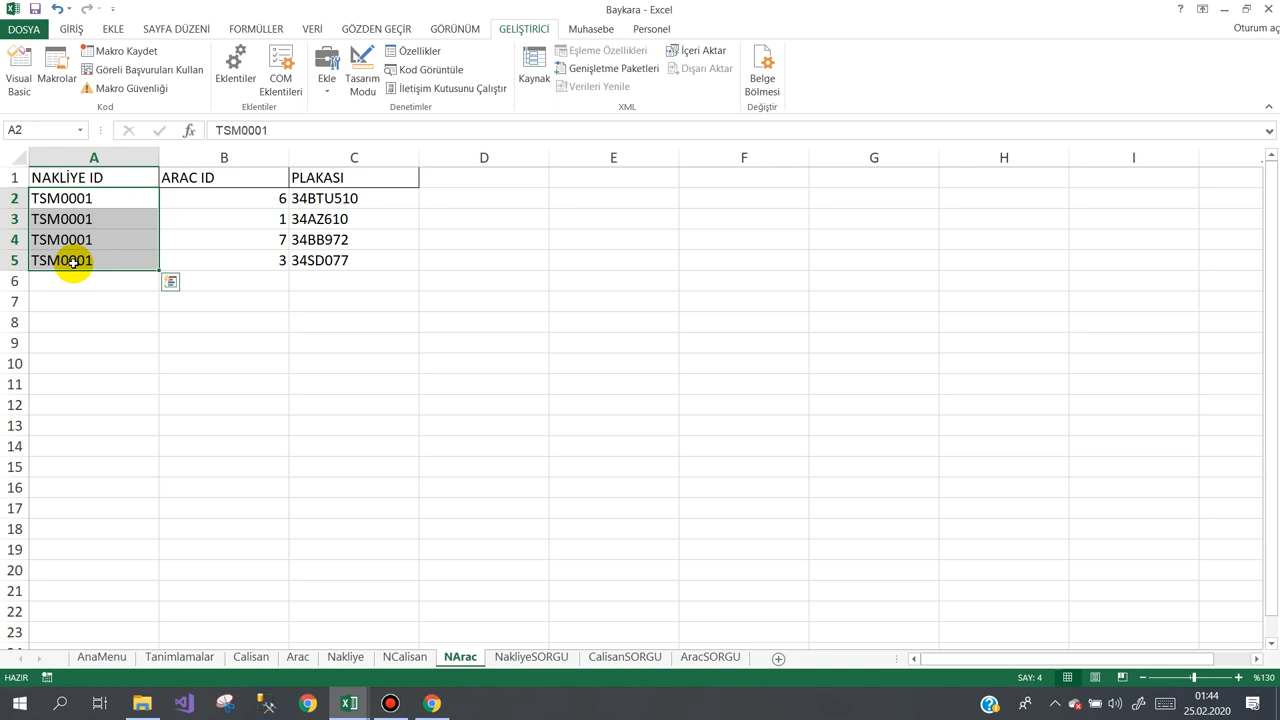 Baykara - Excel
DOSYA GİRİŞ EKLE SAYFA DÜZENİ FORMÜLLER VERİ GÖZDEN GEÇİR GÖRÜNÜM GELİŞTİRİCİ Muhasebe Personel Oturum aç
Visual Basic
Makrolar
Makro Kaydet
Göreli Başvuruları Kullan
Makro Güvenliği
Kod
Eklentiler
COM Eklentileri
Eklentiler
Ekle
Tasarım Modu
Özellikler
Kod Görüntüle
İletişim Kutusunu Çalıştır
Denetimler
Kaynak
Eşleme Özellikleri
Genişletme Paketleri
Verileri Yenile
İçeri Aktar
Dışarı Aktar
XML
Belge Bölmesi
Değiştir
A2 fx TSM0001
A B C D E F G H I
1 NAKLİYE ID ARAC ID PLAKASI
2 TSM0001 6 34BTU510
3 TSM0001 1 34AZ610
4 TSM0001 7 34BB972
5 TSM0001 3 34SD077
6
7
8
9
10
11
12
13
14
15
16
17
18
19
20
21
22
23
AnaMenu Tanimlamalar Calisan Arac Nakliye NCalisan NArac NakliyeSORGU CalisanSORGU AracSORGU
HAZIR SAY: 4 %130
01:44
25.02.2020